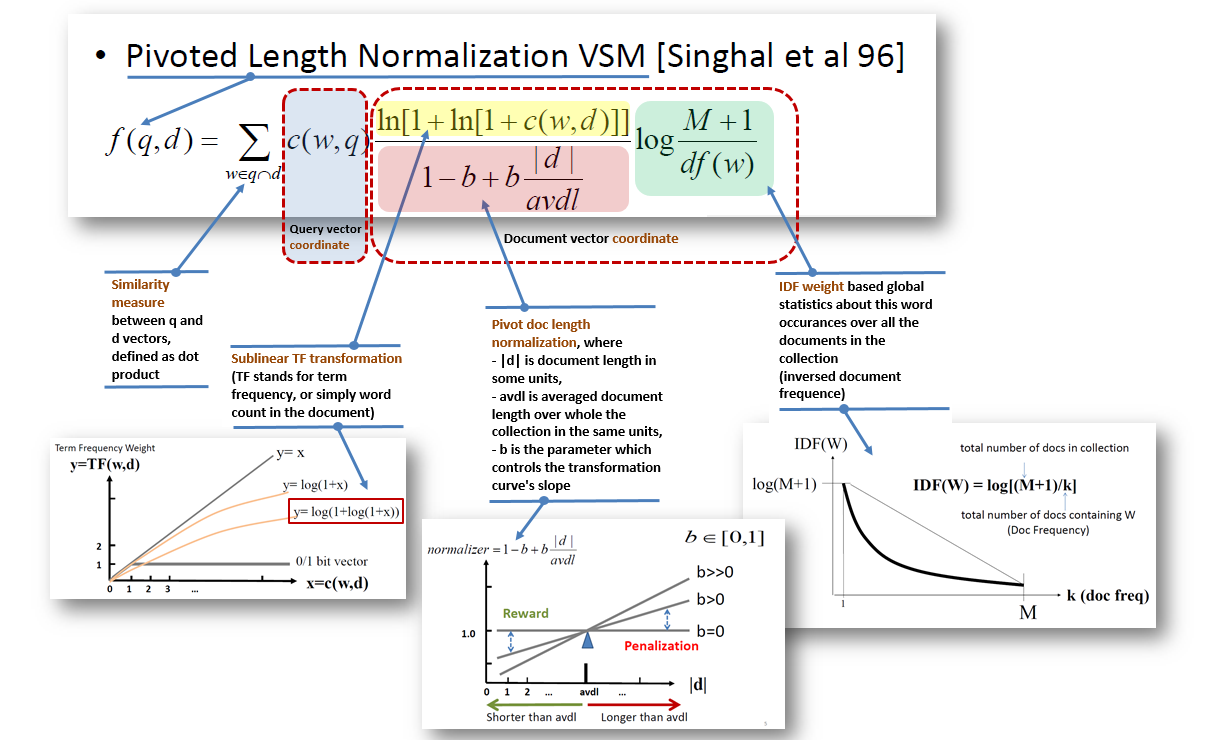 • Pivoted Length Normalization VSM [Singhal et al 96]
f(q,d) = ∑ w∈q∩d c(w,q) ln[1+ln[1+c(w,d)]] / 1−b+b |d| / avdl log M+1 / df(w)
Query vector
coordinate
Document vector coordinate
Similarity
measure
between q and
d vectors,
defined as dot
product
Sublinear TF transformation
(TF stands for term
frequency, or simply word
count in the document)
Pivot doc length
normalization, where
- |d| is document length in
some units,
- avdl is averaged document
length over whole the
collection in the same units,
- b is the parameter which
controls the transformation
curve's slope
IDF weight based global
statistics about this word
occurances over all the
documents in the
collection
(inversed document
frequence)
Term Frequency Weight
y=TF(w,d)
y= x
y= log(1+x)
y= log(1+log(1+x))
2
1
0/1 bit vector
0 1 2 3 ...
x=c(w,d)
normalizer = 1−b+b |d| / avdl
b ∈ [0,1]
b>>0
b>0
b=0
Reward
1.0
Penalization
0 1 2 ... avdl ...
|d|
Shorter than avdl
Longer than avdl
9
IDF(W)
total number of docs in collection
log(M+1)
IDF(W) = log[(M+1)/k]
total number of docs containing W
(Doc Frequency)
k (doc freq)
1
M